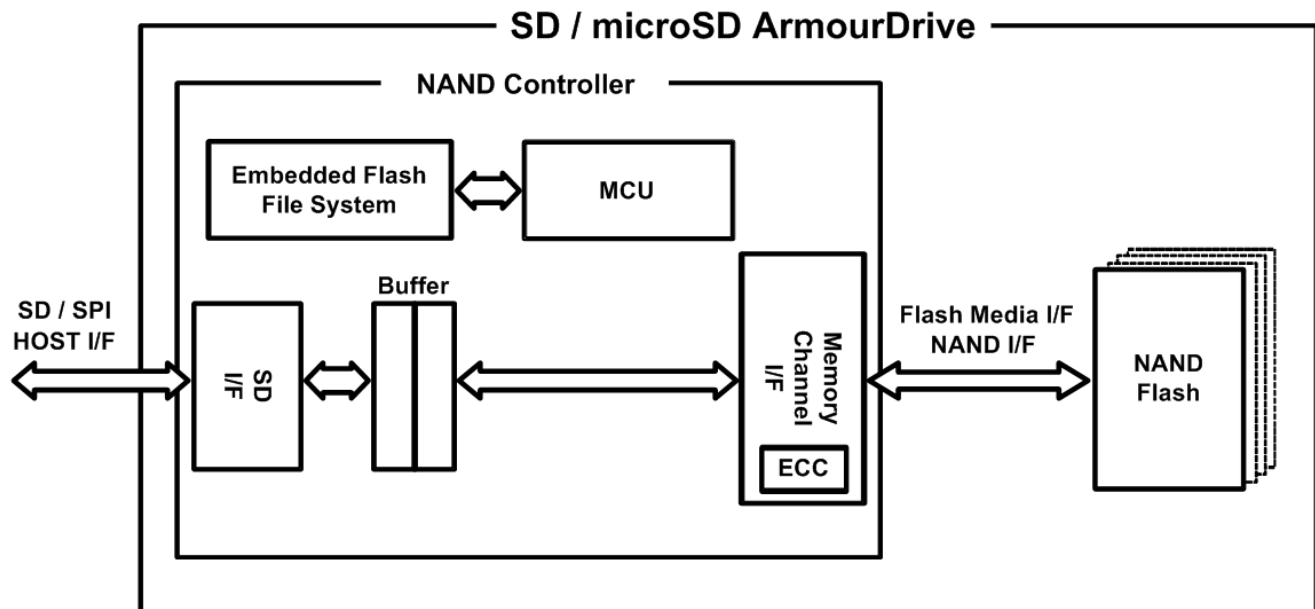 SD / microSD ArmourDrive
NAND Controller
Embedded Flash
File System
MCU
Buffer
SD / SPI
HOST I/F
SD
I/F
Memory
Channel
I/F
ECC
Flash Media I/F
NAND I/F
NAND
Flash